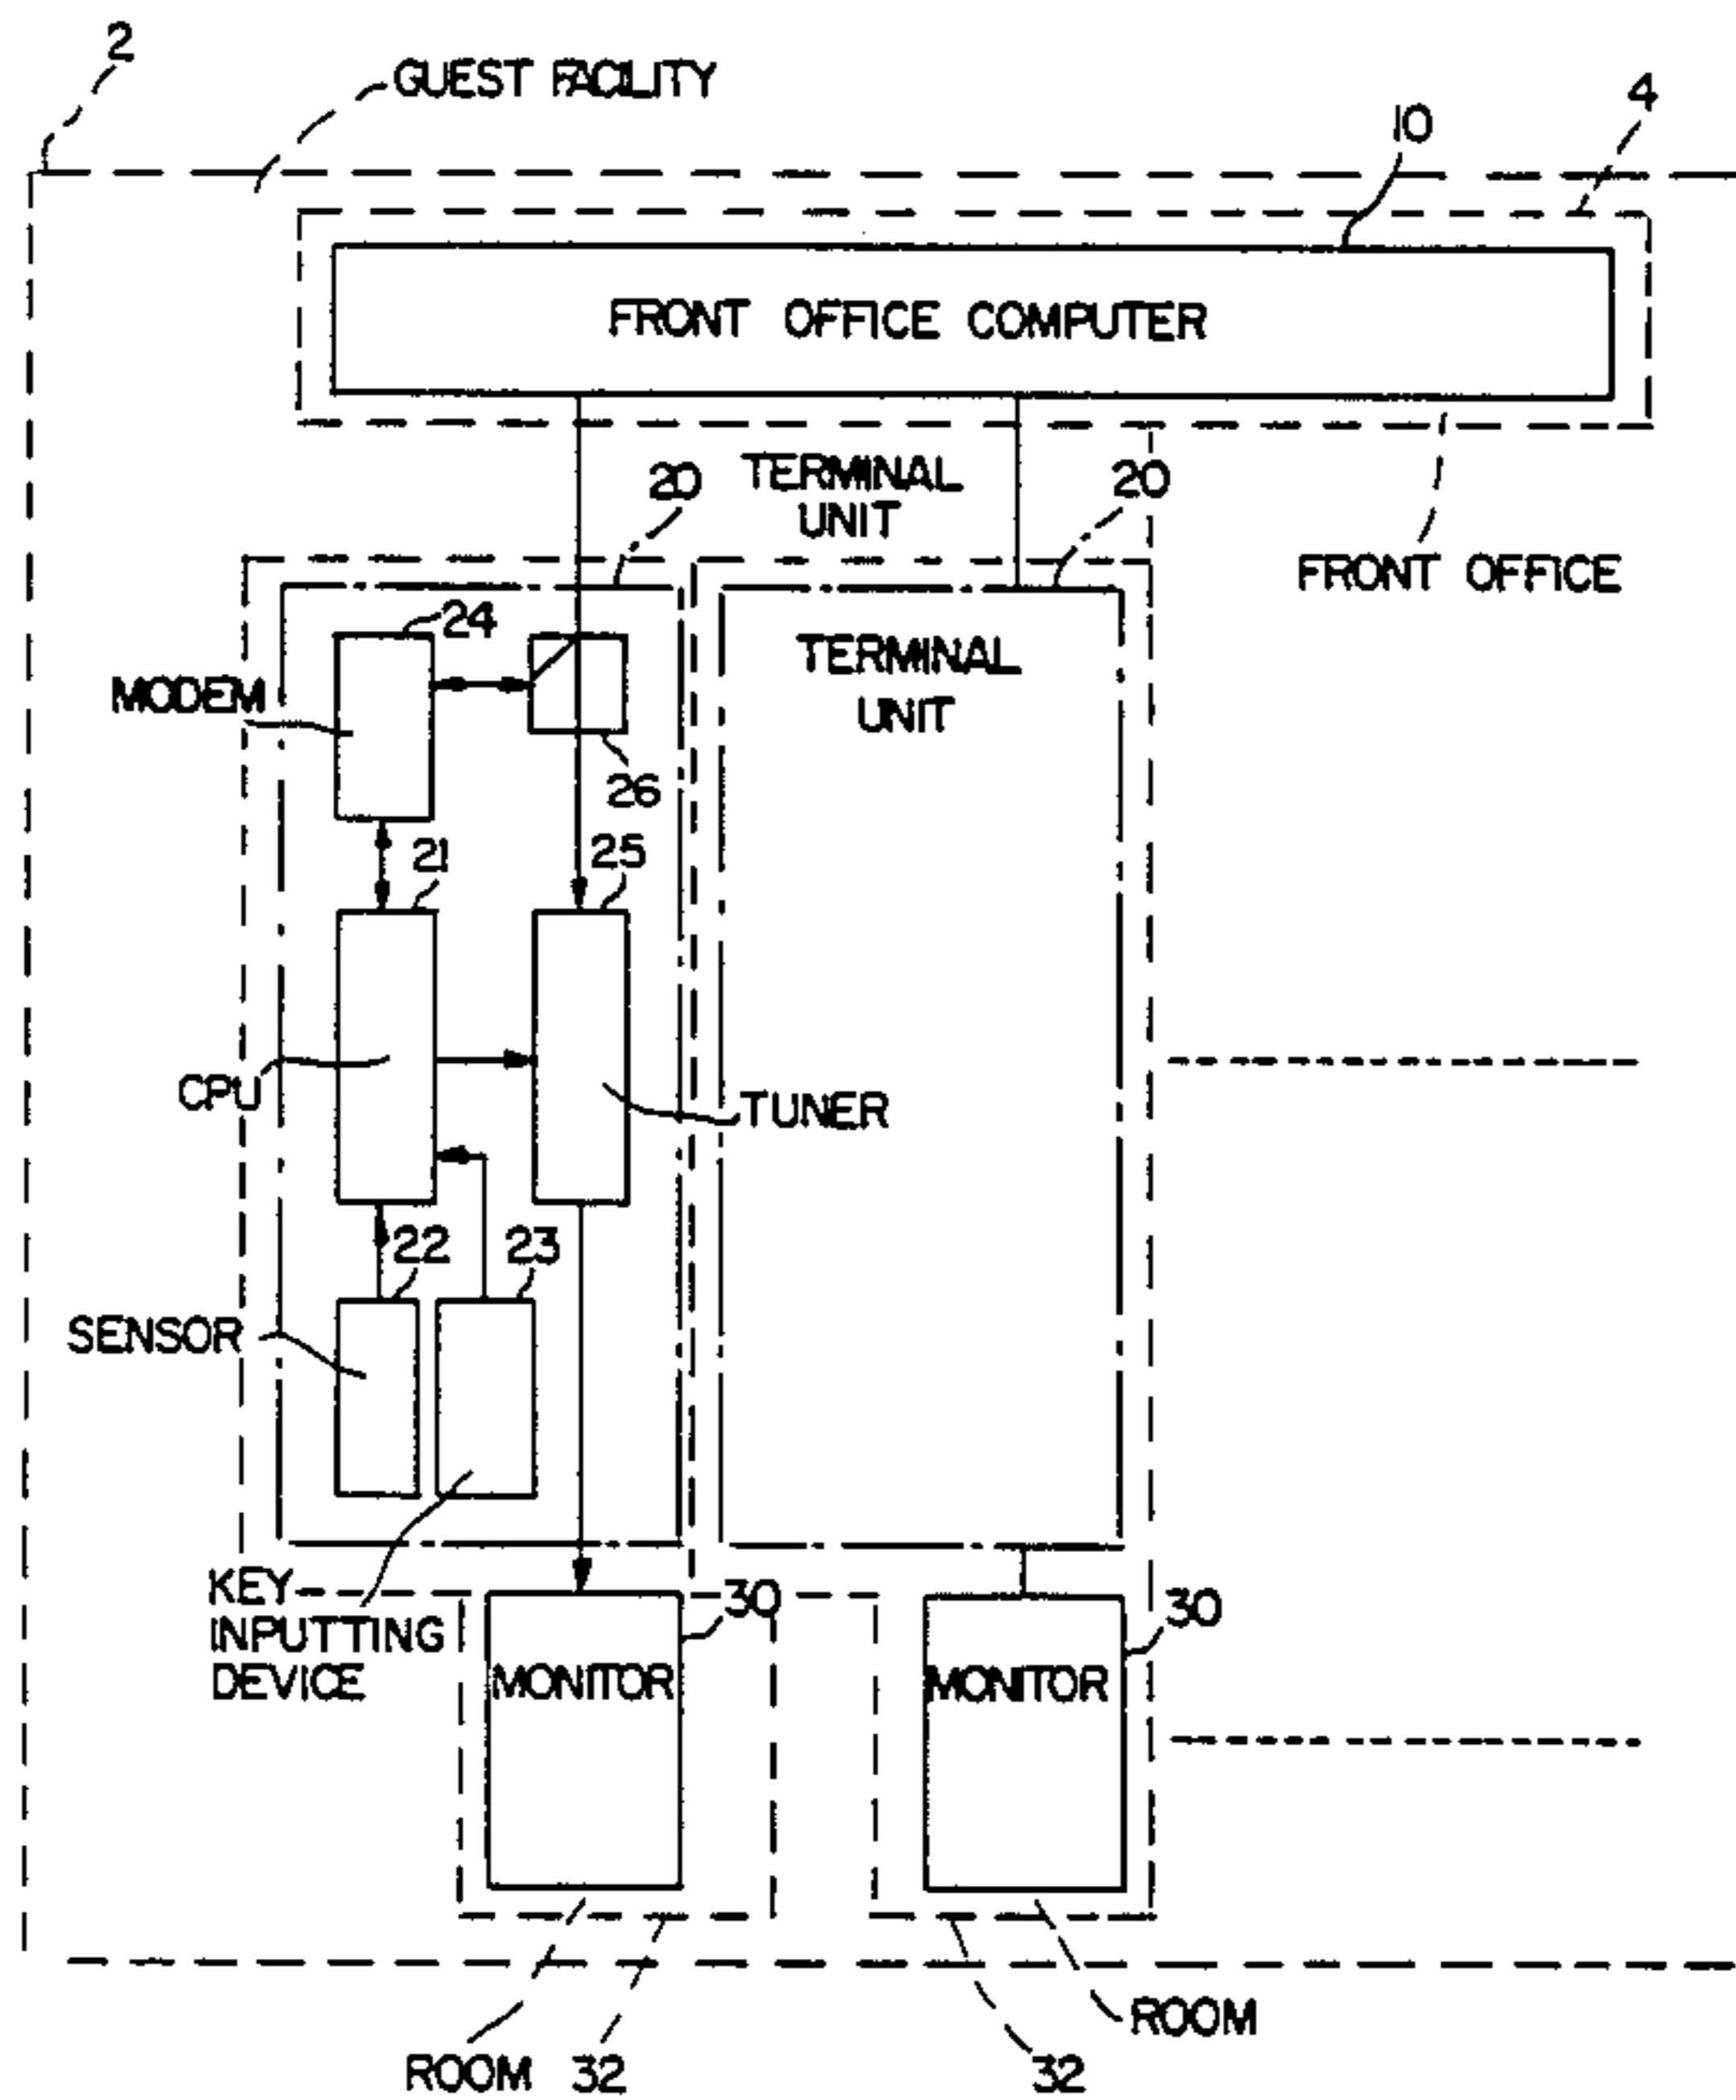 2
GUEST FACILITY
4
10
FRONT OFFICE COMPUTER
20
TERMINAL
UNIT
20
FRONT OFFICE
24
TERMINAL
UNIT
MODEM
26
21
25
CPU
TUNER
22
23
SENSOR
KEY
INPUTTING
DEVICE
30
MONITOR
30
MONITOR
ROOM
32
32
ROOM